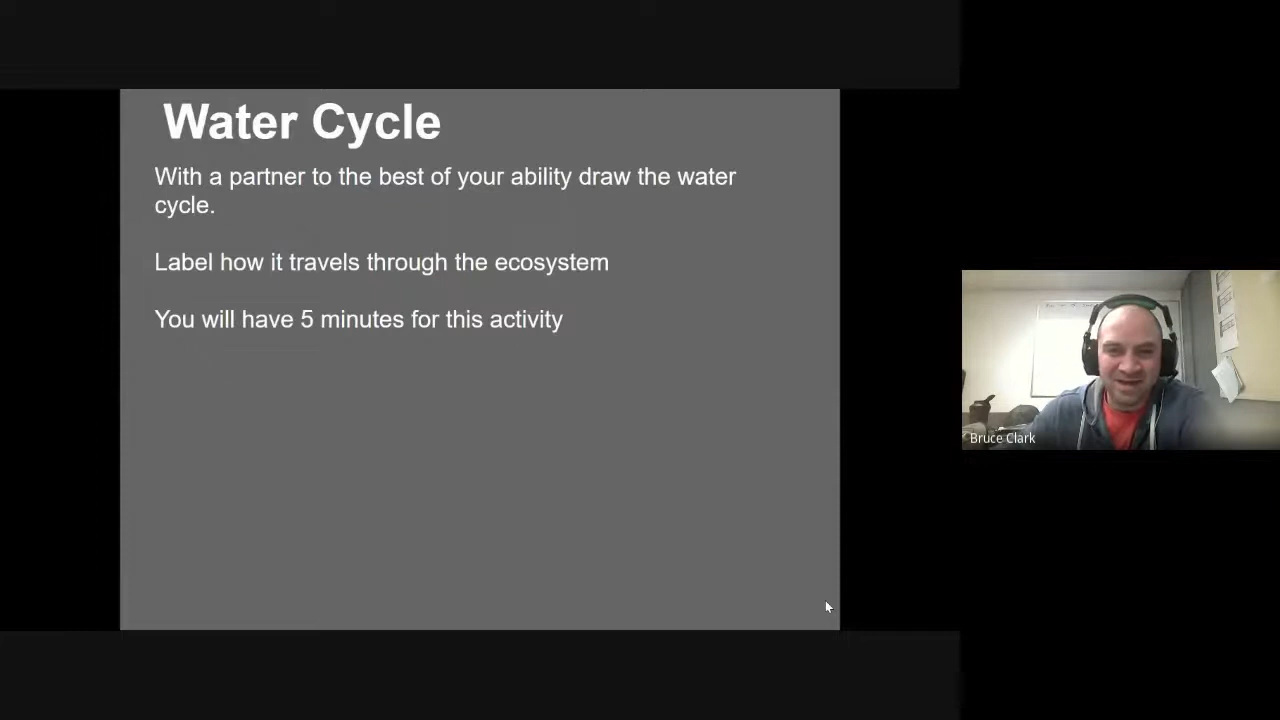 Water Cycle
With a partner to the best of your ability draw the water
cycle.
Label how it travels through the ecosystem
You will have 5 minutes for this activity
Bruce Clark